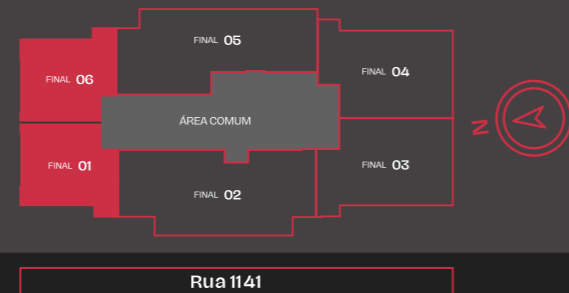 FINAL 05
FINAL 06
FINAL 04
ÁREA COMUM
N
FINAL 01
FINAL 03
FINAL 02
Rua 1141